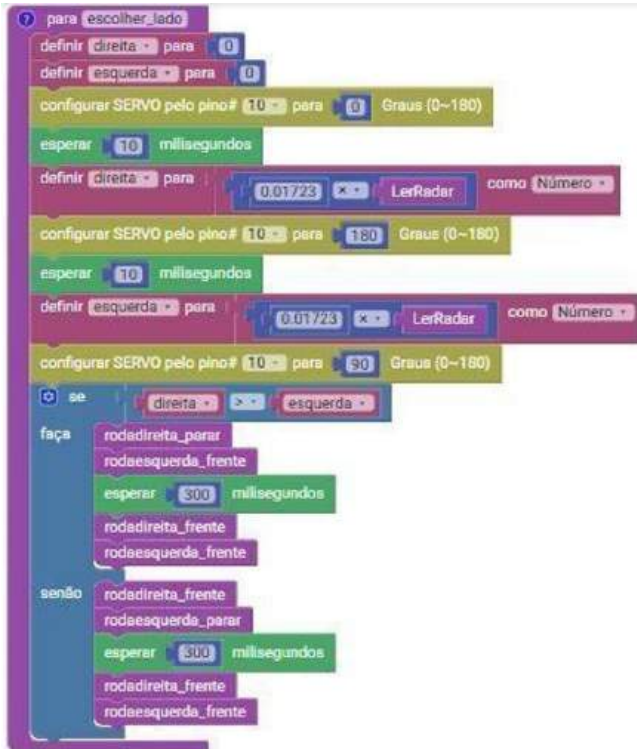 ? para escolher_lado
definir direita para 0
definir esquerda para 0
configurar SERVO pelo pino# 10 para 0 Graus (0~180)
esperar 10 milisegundos
definir direita para 0.01723 × LerRadar como Número
configurar SERVO pelo pino# 10 para 180 Graus (0~180)
esperar 10 milisegundos
definir esquerda para 0.01723 × LerRadar como Número
configurar SERVO pelo pino# 10 para 90 Graus (0~180)
se direita > esquerda
faça rodadireita_parar
rodaesquerda_frente
esperar 300 milisegundos
rodadireita_frente
rodaesquerda_frente
senão rodadireita_frente
rodaesquerda_parar
esperar 300 milisegundos
rodadireita_frente
rodaesquerda_frente